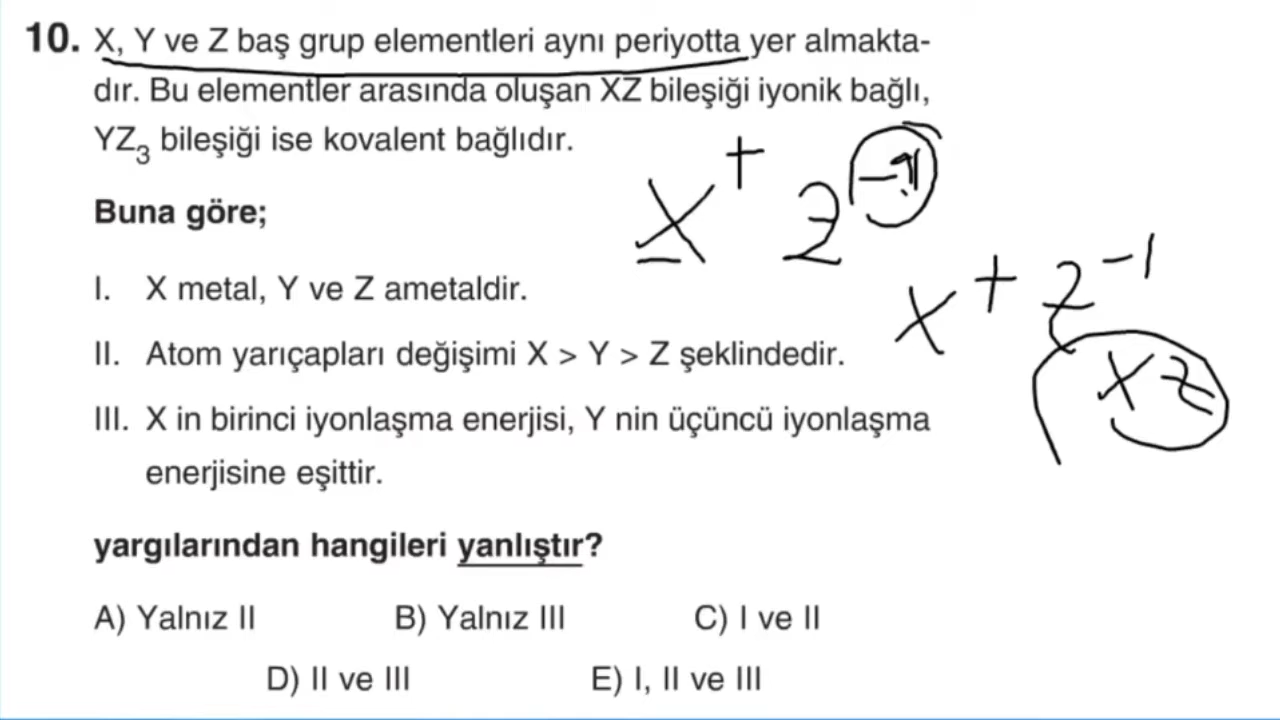 10. X, Y ve Z baş grup elementleri aynı periyotta yer almakta-
dır. Bu elementler arasında oluşan XZ bileşiği iyonik bağlı,
YZ₃ bileşiği ise kovalent bağlıdır.
X⁺ Z⁻
Buna göre;
X⁺ Z⁻¹
I. X metal, Y ve Z ametaldir.
II. Atom yarıçapları değişimi X > Y > Z şeklindedir.
XZ
III. X in birinci iyonlaşma enerjisi, Y nin üçüncü iyonlaşma
enerjisine eşittir.
yargılarından hangileri yanlıştır?
A) Yalnız II B) Yalnız III C) I ve II
D) II ve III E) I, II ve III